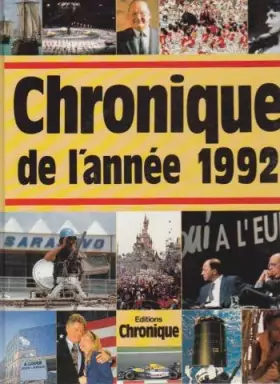 Chronique
de l'année 1992
SARAJEVO
oui A L'EU
Editions
Chronique